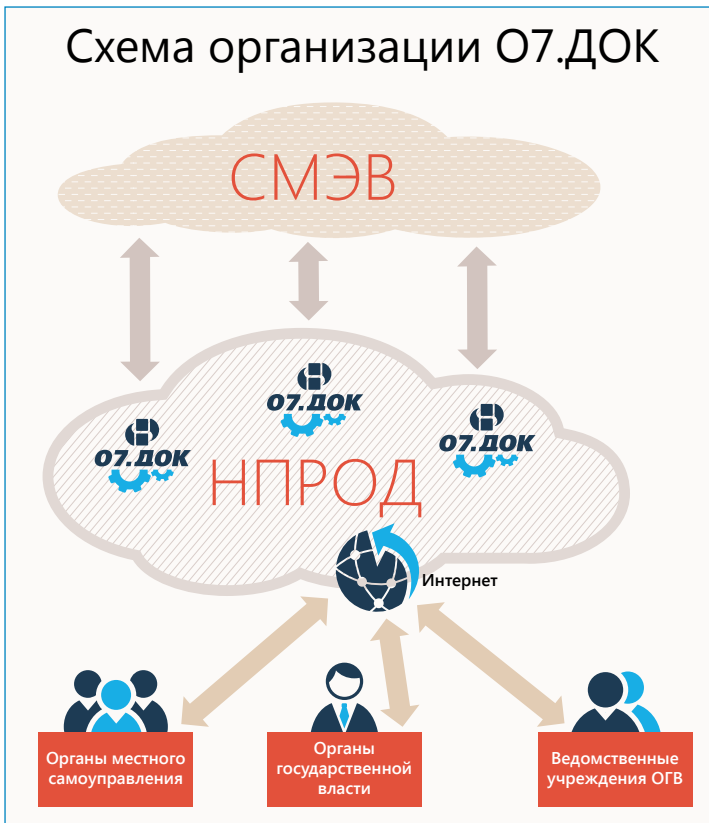 Схема организации О7.ДОК
СМЭВ
О7.ДОК
О7.ДОК
О7.ДОК
НПРОД
Интернет
Органы местного
самоуправления
Органы
государственной
власти
Ведомственные
учреждения ОГВ